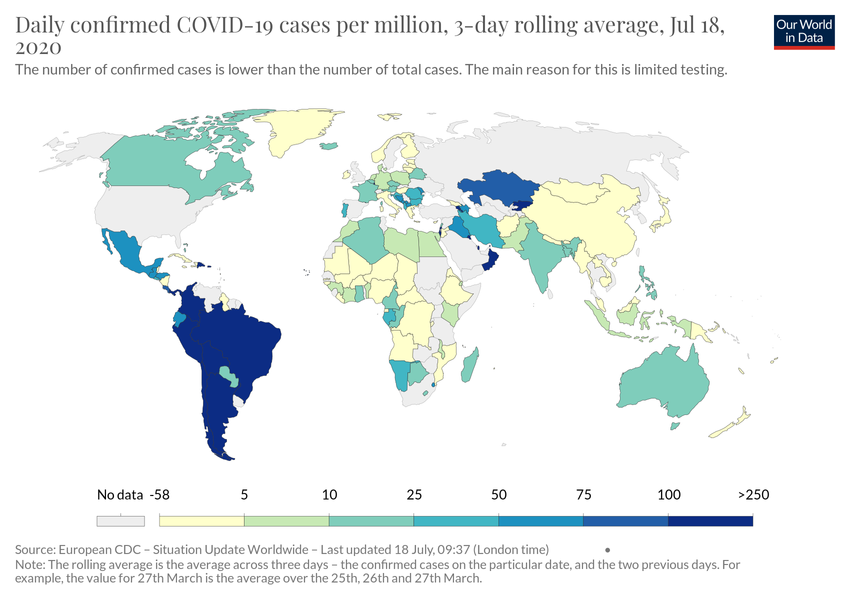 Daily confirmed COVID-19 cases per million, 3-day rolling average, Jul 18,
2020
Our World
in Data
The number of confirmed cases is lower than the number of total cases. The main reason for this is limited testing.
No data -58 5 10 25 50 75 100 >250
Source: European CDC – Situation Update Worldwide – Last updated 18 July, 09:37 (London time)
Note: The rolling average is the average across three days – the confirmed cases on the particular date, and the two previous days. For
example, the value for 27th March is the average over the 25th, 26th and 27th March.